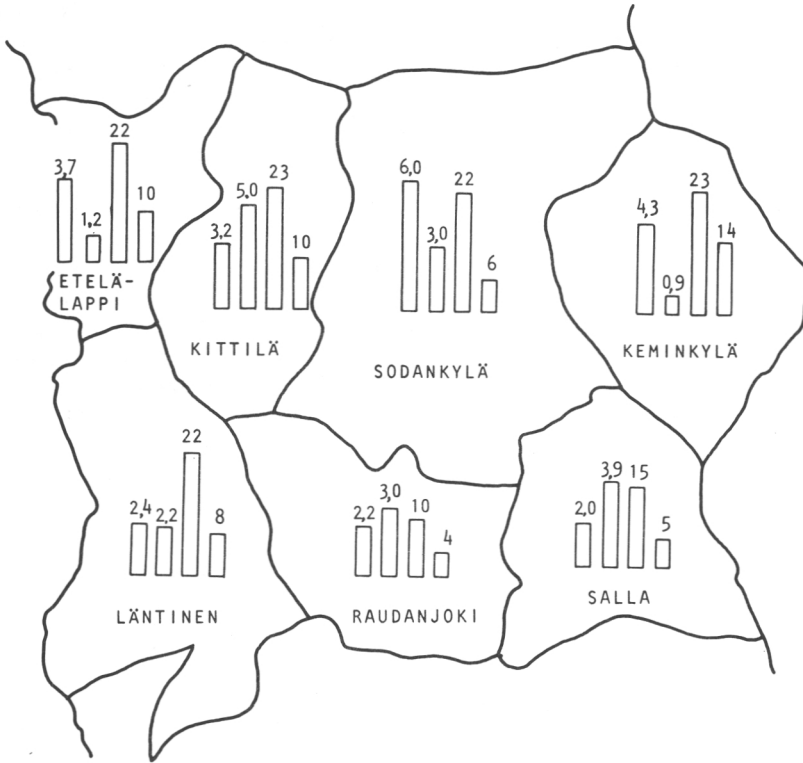 3,7 1,2 22 10
ETELÄ-
LAPPI
3,2 5,0 23 10
KITTILÄ
6,0 3,0 22 6
SODANKYLÄ
4,3 0,9 23 14
KEMINKYLÄ
2,4 2,2 22 8
LÄNTINEN
2,2 3,0 10 4
RAUDANJOKI
2,0 3,9 15 5
SALLA